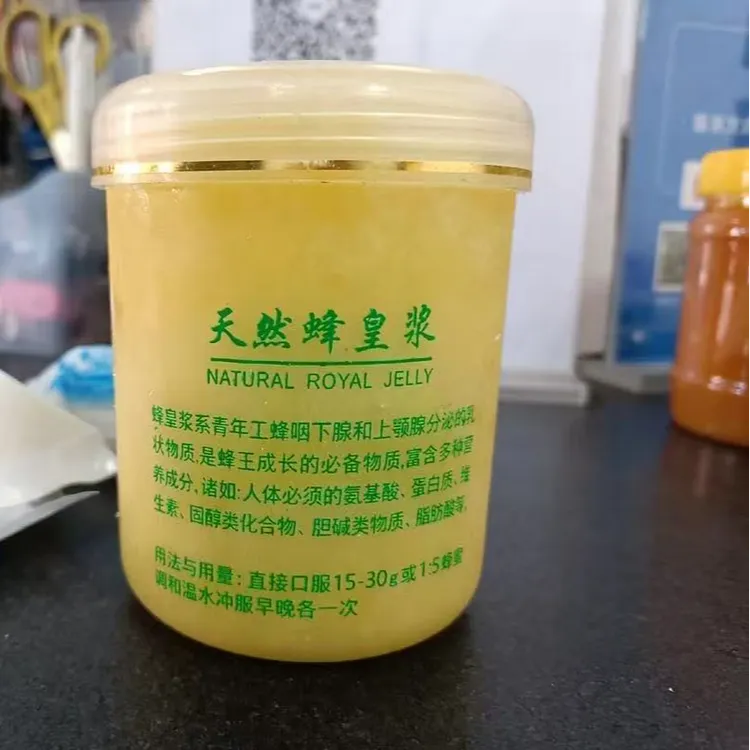 天然蜂皇浆
NATURAL ROYAL JELLY
蜂皇浆系青年工蜂咽下腺和上颚腺分泌的乳
状物质,是蜂王成长的必备物质,富含多种营
养成分,诸如:人体必须的氨基酸、蛋白质、维
生素、固醇类化合物、胆碱类物质、脂肪酸等,
用法与用量:直接口服15-30g或1:5蜂蜜
调和温水冲服早晚各一次